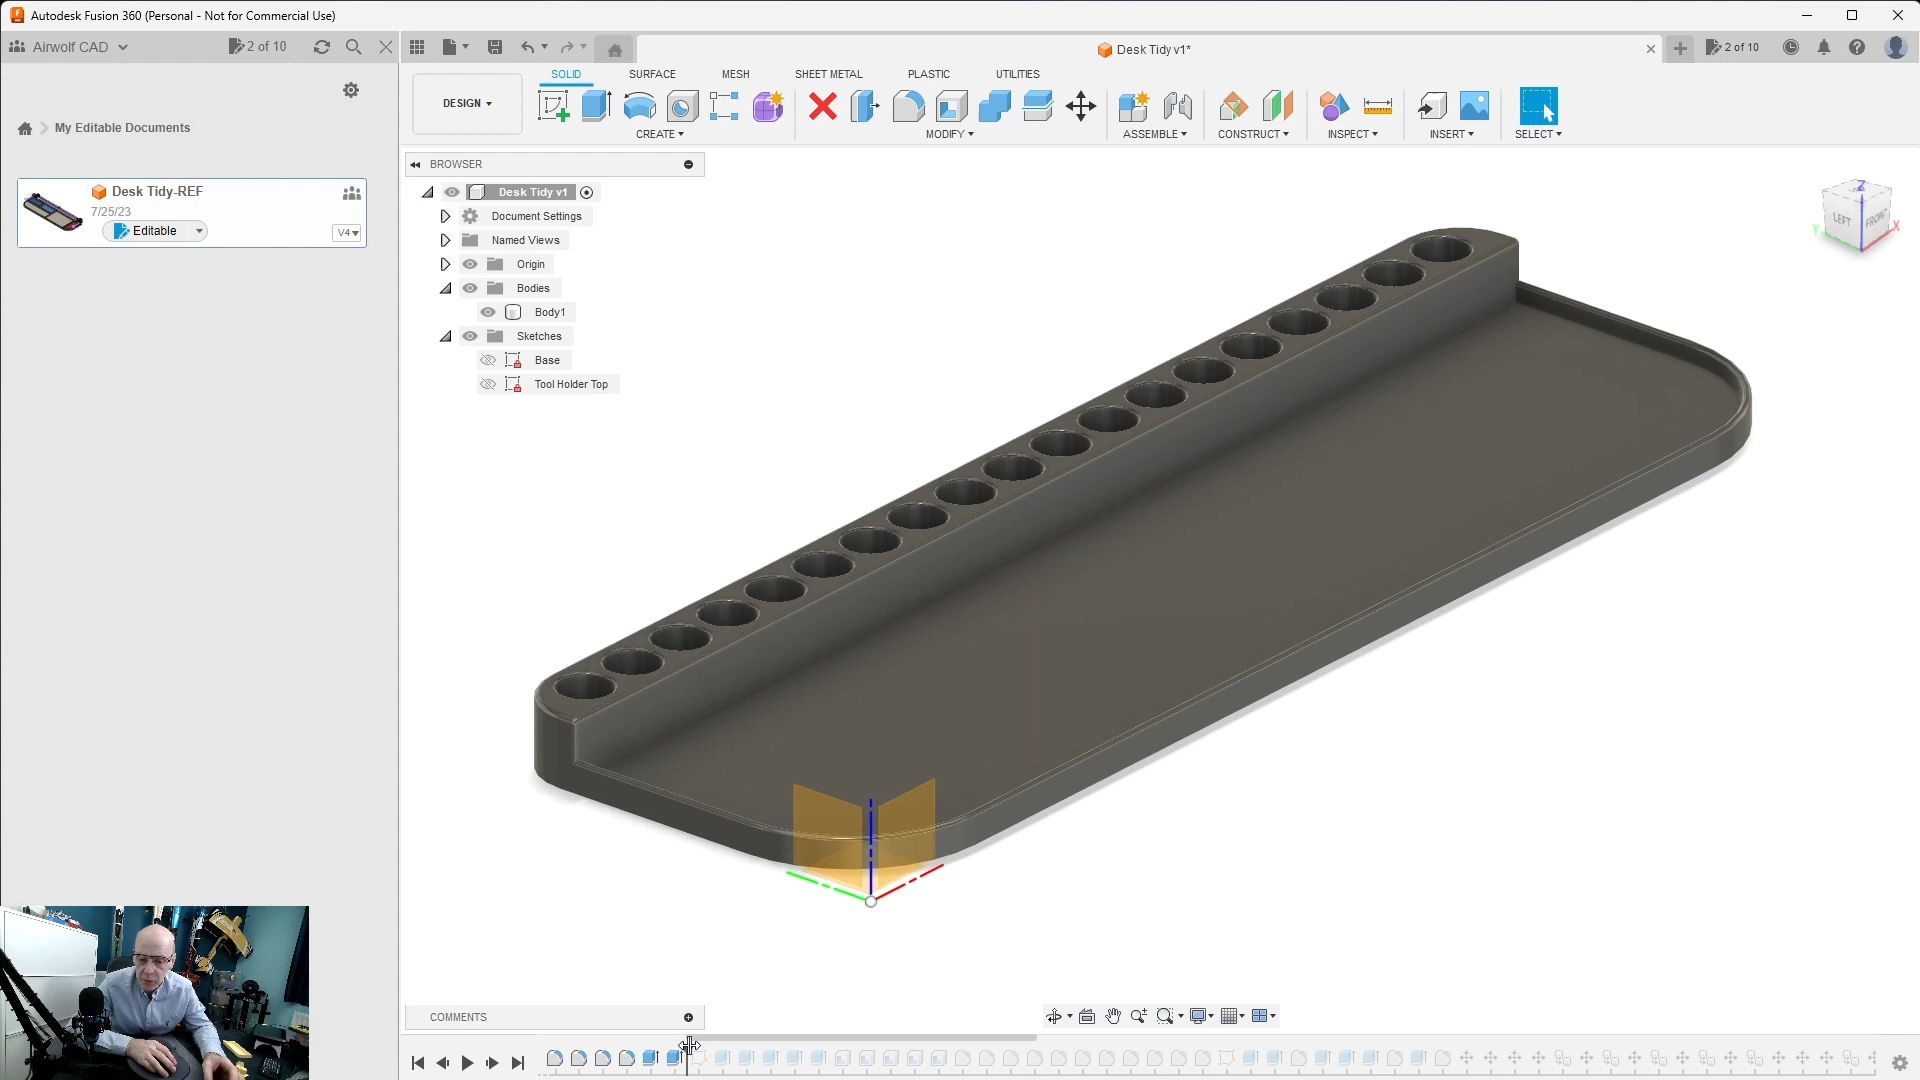 Autodesk Fusion 360 (Personal - Not for Commercial Use)
Airwolf CAD
2 of 10
Desk Tidy v1*
2 of 10
SOLID
SURFACE
MESH
SHEET METAL
PLASTIC
UTILITIES
DESIGN
CREATE
MODIFY
ASSEMBLE
CONSTRUCT
INSPECT
INSERT
SELECT
My Editable Documents
Desk Tidy-REF
7/25/23
Editable
V4
BROWSER
Desk Tidy v1
Document Settings
Named Views
Origin
Bodies
Body1
Sketches
Base
Tool Holder Top
Z
LEFT
FRONT
Y
X
COMMENTS